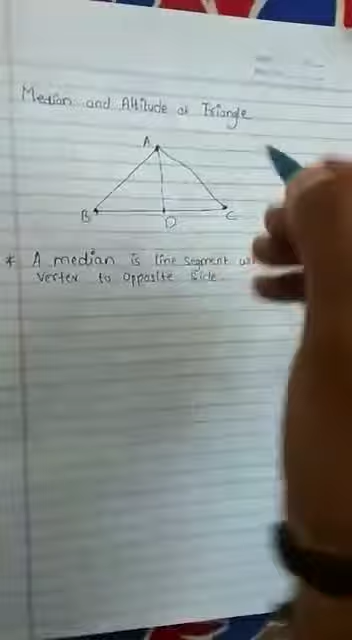 Median and Altitude of Triangle
A
B
D
C
* A median is line segment
vertex to opposite side.